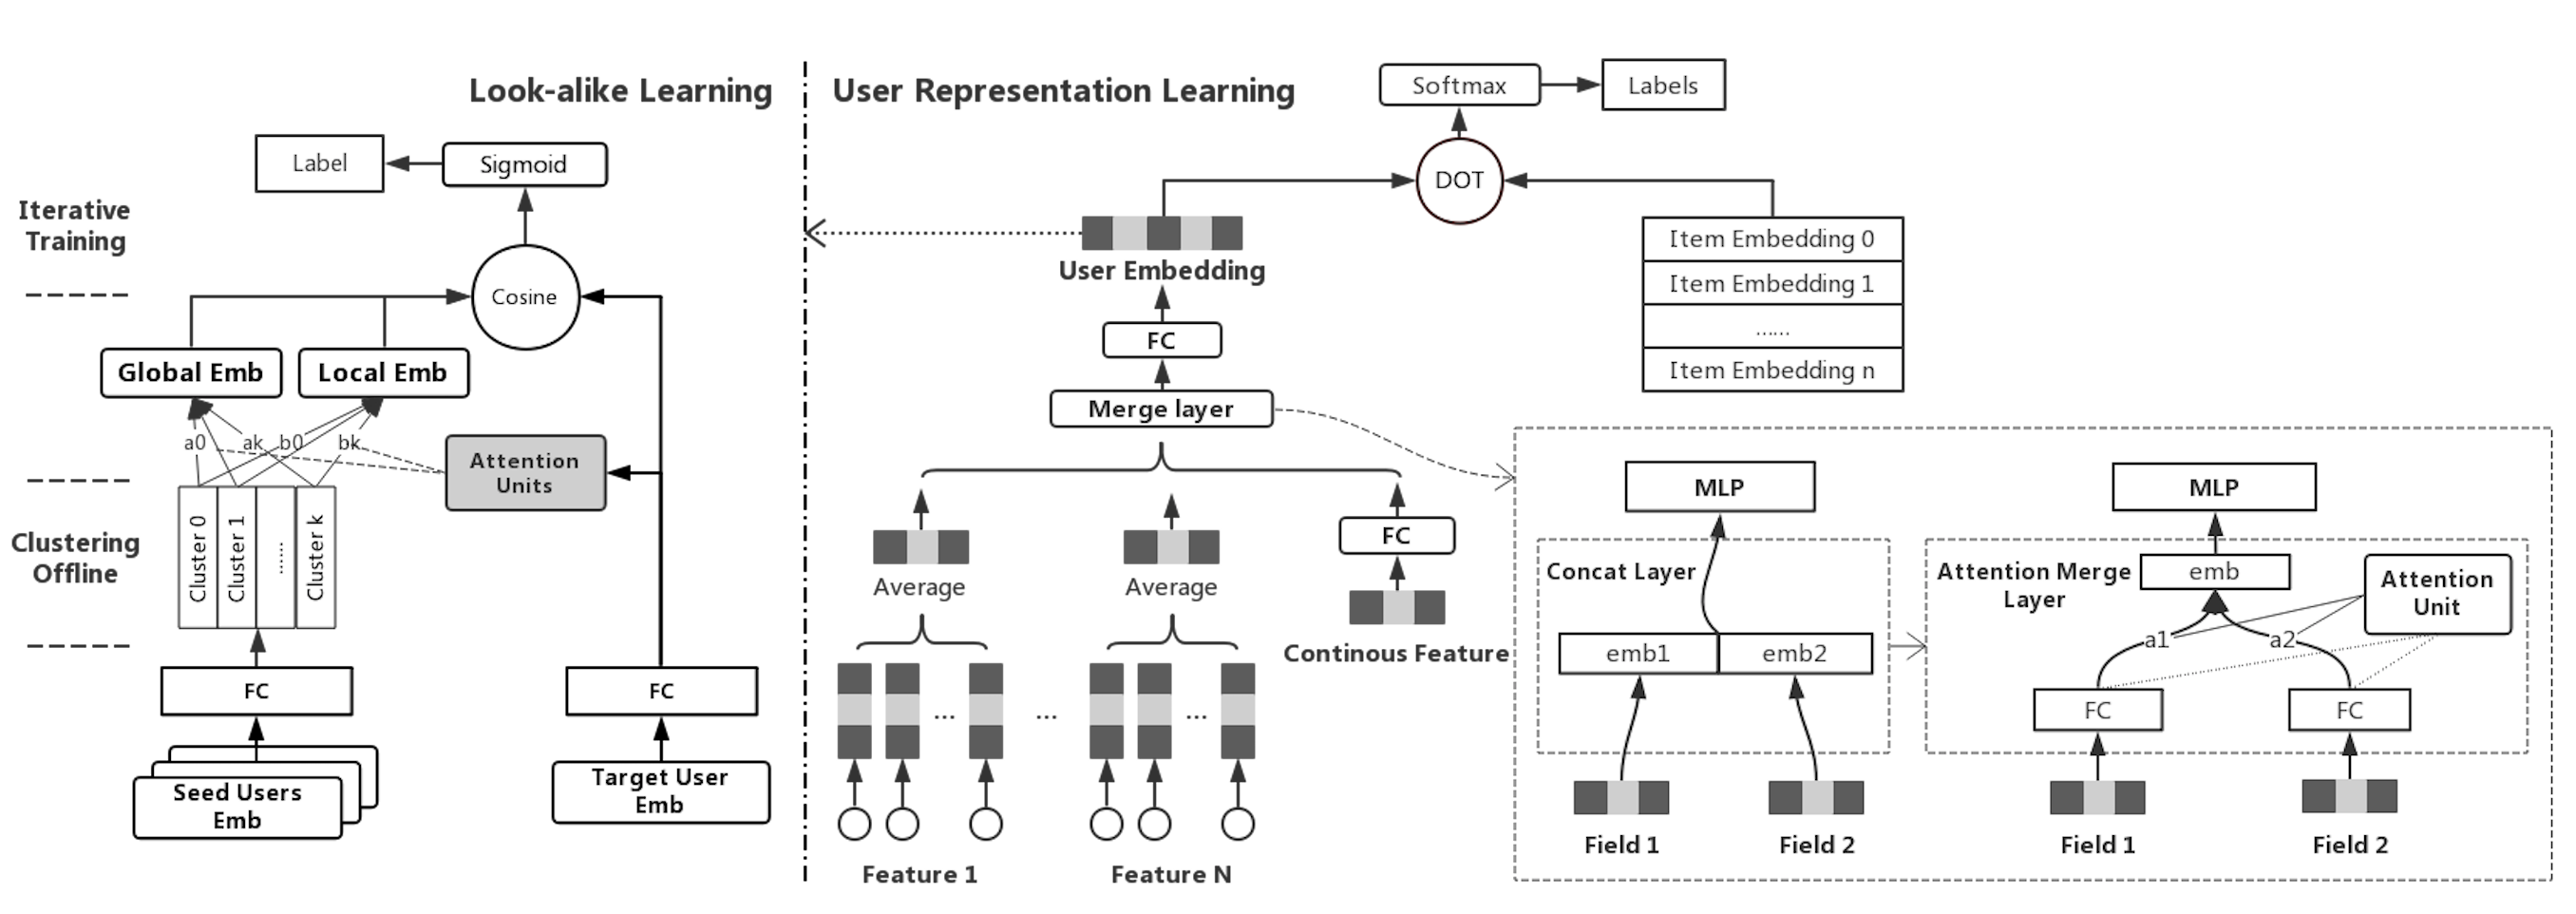 Look-alike Learning
Label
Sigmoid
Iterative
Training
Cosine
Global Emb
Local Emb
a0
ak
b0
bk
Attention
Units
Clustering
Offline
Cluster 0
Cluster 1
......
Cluster k
FC
FC
Seed Users
Emb
Target User
Emb
User Representation Learning
Softmax
Labels
DOT
User Embedding
Item Embedding 0
Item Embedding 1
......
Item Embedding n
FC
Merge layer
Average
Average
FC
Continous Feature
...
...
...
Feature 1
Feature N
MLP
Concat Layer
emb1
emb2
Field 1
Field 2
MLP
Attention Merge
Layer
emb
Attention
Unit
a1
a2
FC
FC
Field 1
Field 2